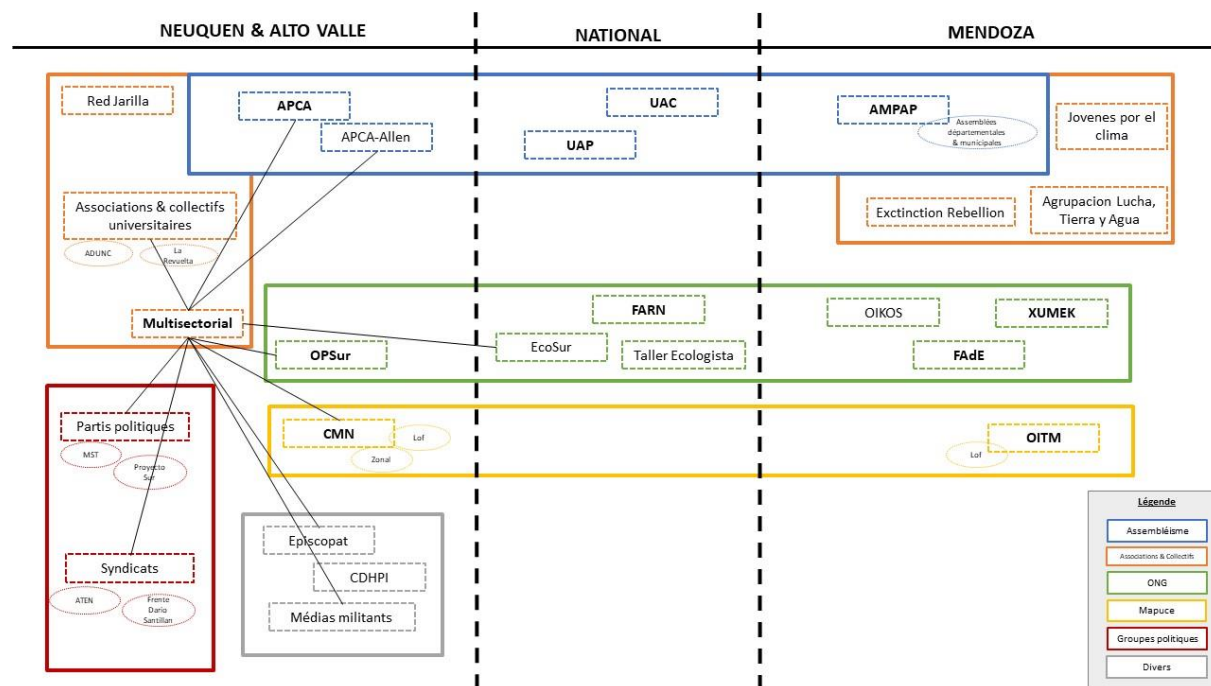 NEUQUEN & ALTO VALLE
NATIONAL
MENDOZA
Red Jarilla
APCA
APCA-Allen
UAC
UAP
AMPAP
Assemblées
départementales
& municipales
Jovenes por el
clima
Associations & collectifs
universitaires
ADUNC
La
Revuelta
Exctinction Rebellion
Agrupacion Lucha,
Tierra y Agua
Multisectorial
OPSur
FARN
EcoSur
Taller Ecologista
OIKOS
XUMEK
FAdE
Partis politiques
MST
Proyecto
Sur
CMN
Lof
Zonal
Lof
OITM
Syndicats
ATEN
Frente
Dario
Santillan
Episcopat
CDHPI
Médias militants
Légende
Assembléisme
Associations & Collectifs
ONG
Mapuce
Groupes politiques
Divers